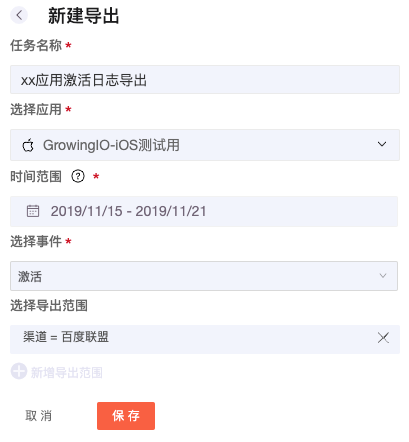 新建导出
任务名称 *
xx应用激活日志导出
选择应用 *
GrowingIO-iOS测试用
时间范围 ? *
2019/11/15 - 2019/11/21
选择事件 *
激活
选择导出范围
渠道 = 百度联盟
新增导出范围
取 消 保 存